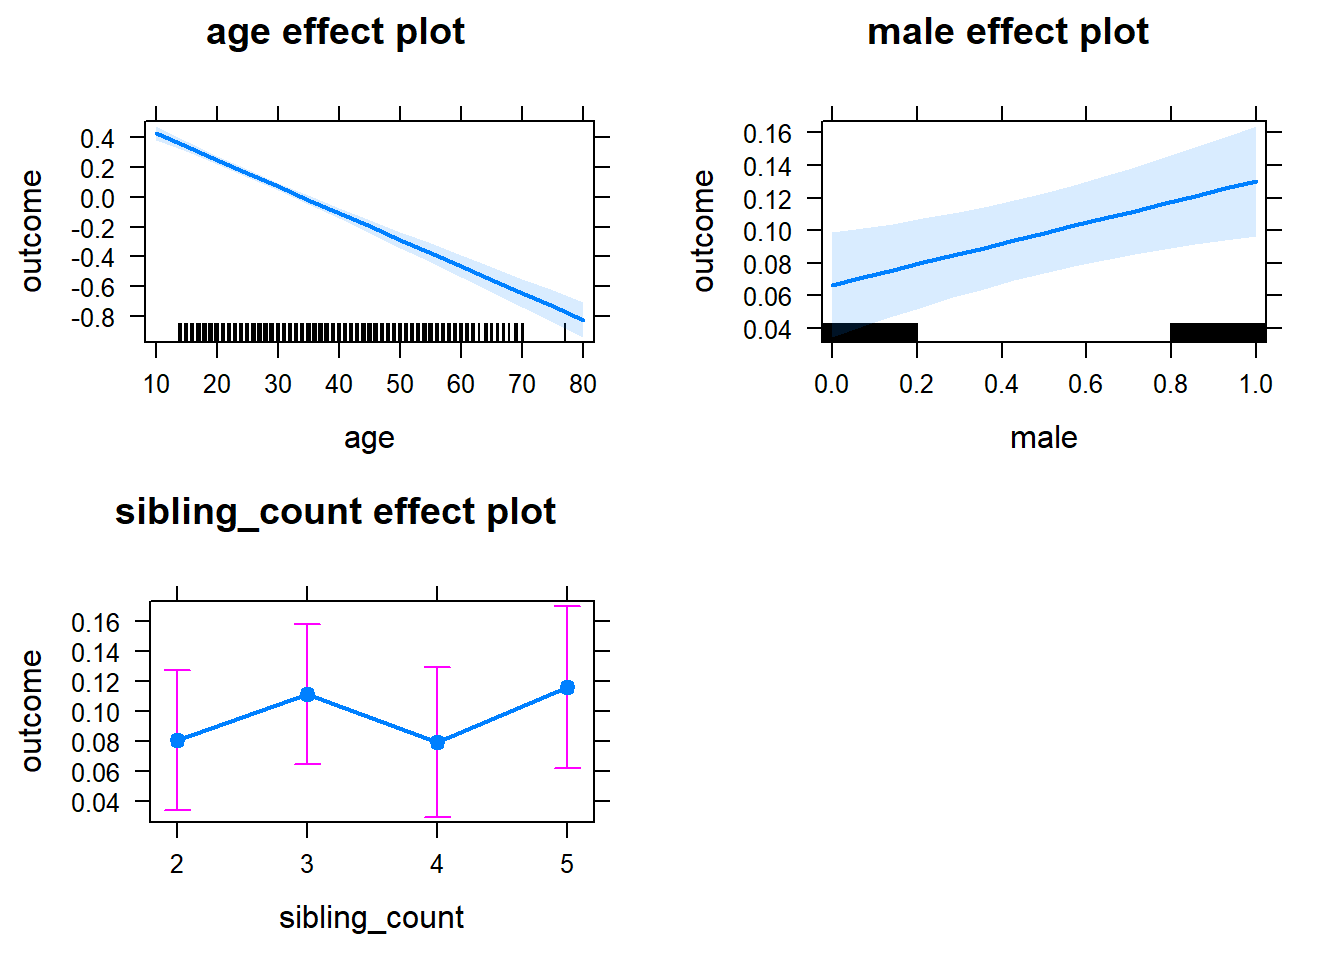 age effect plot
outcome
0.4
0.2
0.0
-0.2
-0.4
-0.6
-0.8
10 20 30 40 50 60 70 80
age
male effect plot
outcome
0.16
0.14
0.12
0.10
0.08
0.06
0.04
0.0 0.2 0.4 0.6 0.8 1.0
male
sibling_count effect plot
outcome
0.16
0.14
0.12
0.10
0.08
0.06
0.04
2 3 4 5
sibling_count